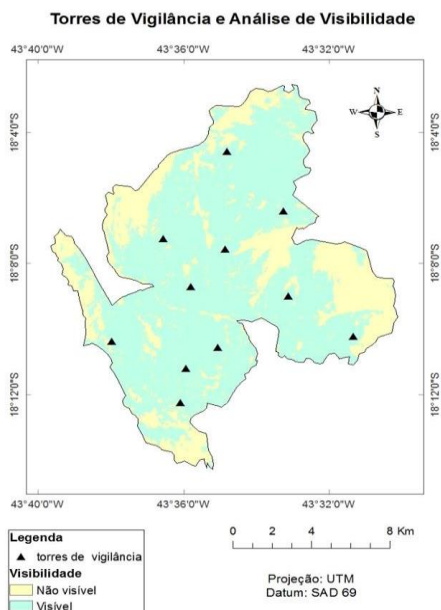 Torres de Vigilância e Análise de Visibilidade
43°40'0"W 43°36'0"W 43°32'0"W
N
W E
S
18°4'0"S 18°4'0"S
18°8'0"S 18°8'0"S
18°12'0"S 18°12'0"S
43°40'0"W 43°36'0"W 43°32'0"W
Legenda
torres de vigilância
Visibilidade
Não visível
Visível
0 2 4 8 Km
Projeção: UTM
Datum: SAD 69